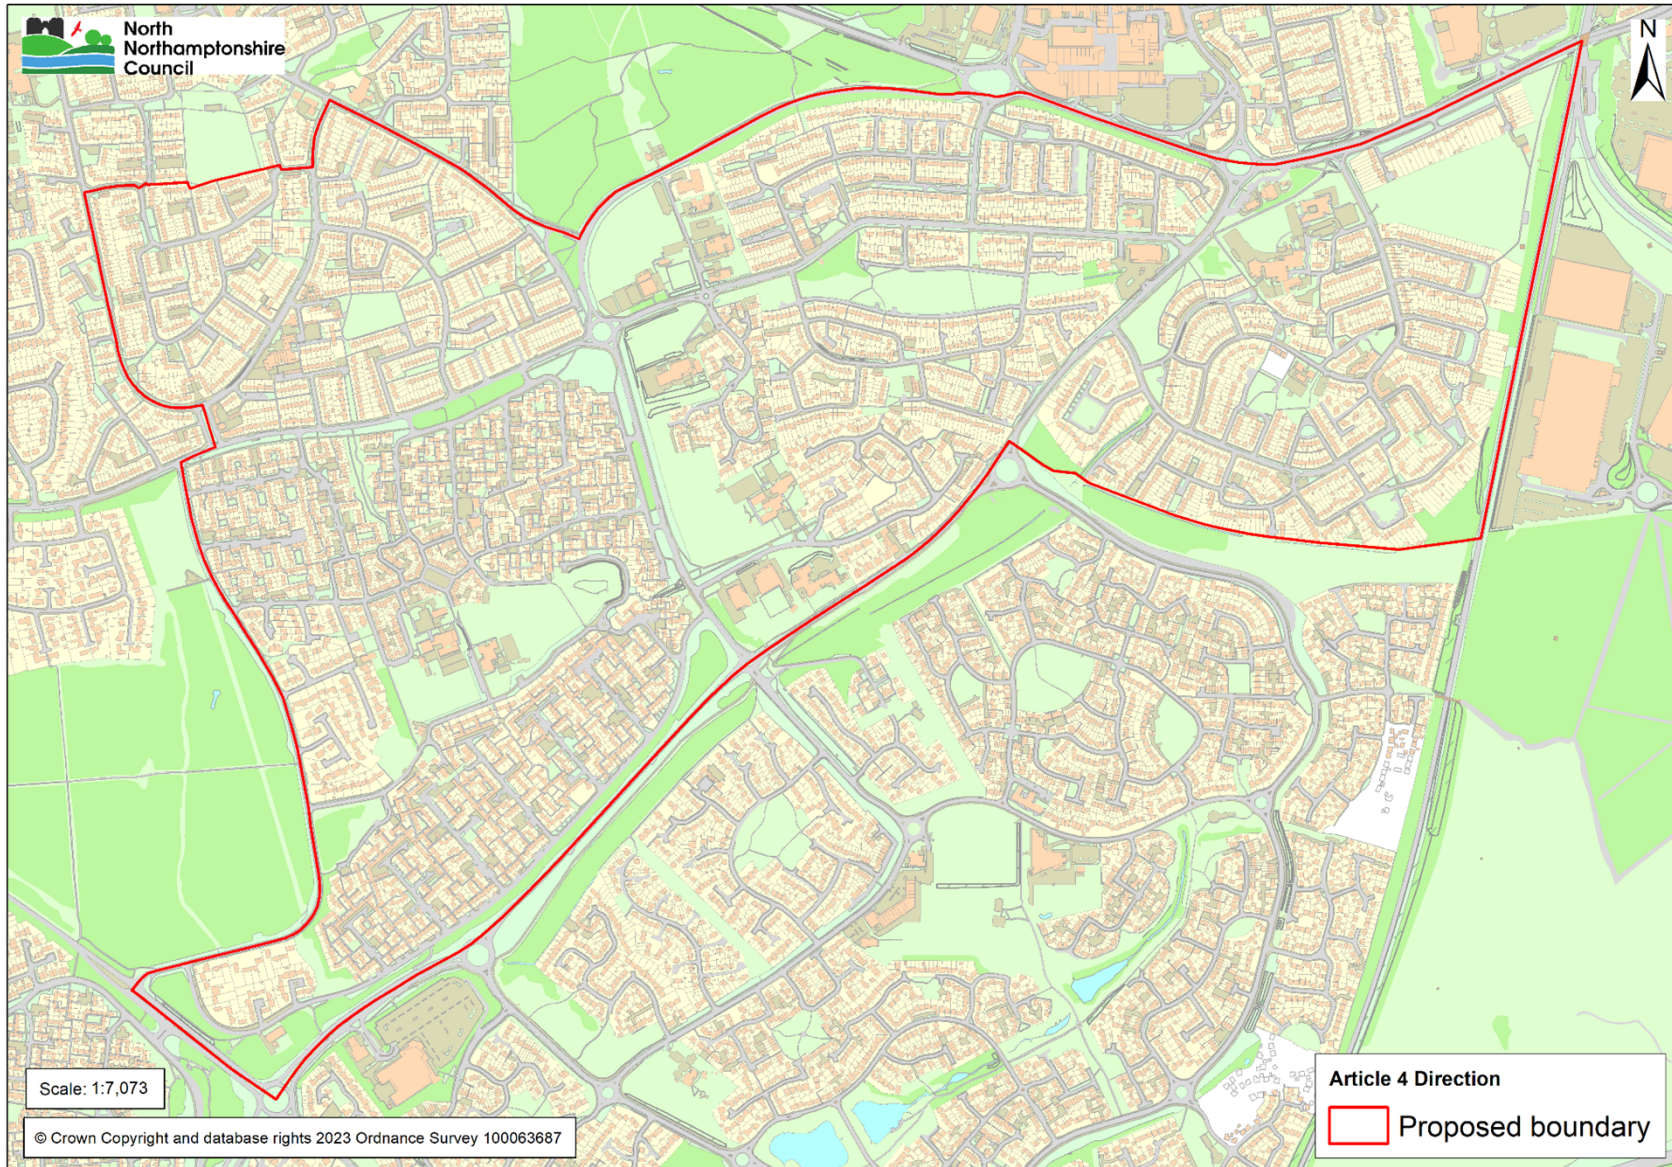 North
Northamptonshire
Council
N
Scale: 1:7,073
© Crown Copyright and database rights 2023 Ordnance Survey 100063687
Article 4 Direction
Proposed boundary